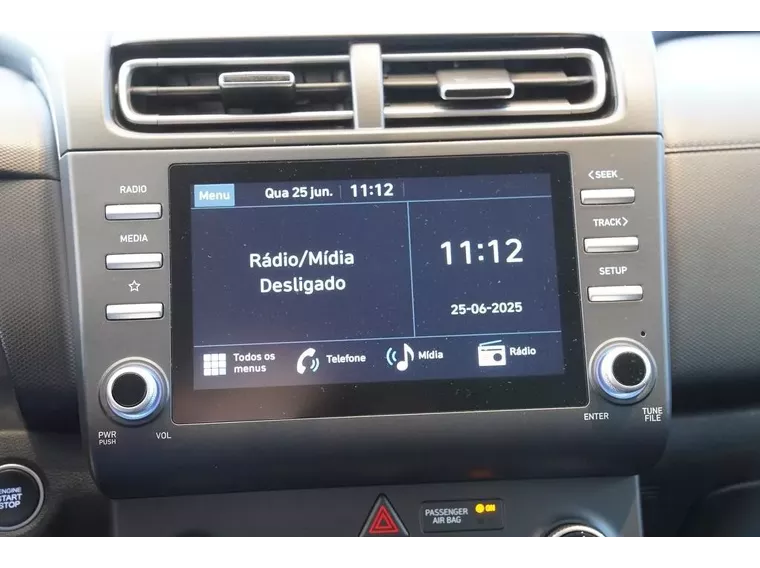 RADIO
MEDIA
PWR
PUSH
VOL
Menu
Qua 25 jun.
11:12
Rádio/Mídia
Desligado
11:12
25-06-2025
Todos os
menus
Telefone
Mídia
Rádio
<SEEK
TRACK>
SETUP
ENTER
TUNE
FILE
ENGINE
START
STOP
PASSENGER
AIR BAG
ON